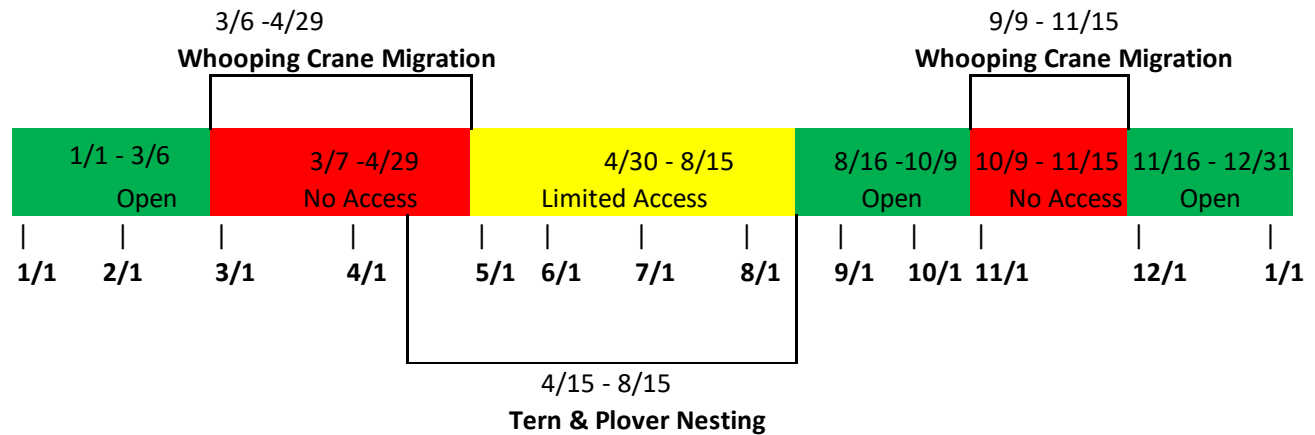 3/6 -4/29
Whooping Crane Migration
9/9 - 11/15
Whooping Crane Migration
1/1 - 3/6
Open
3/7 -4/29
No Access
4/30 - 8/15
Limited Access
8/16 -10/9
Open
10/9 - 11/15
No Access
11/16 - 12/31
Open
1/1
2/1
3/1
4/1
5/1
6/1
7/1
8/1
9/1
10/1
11/1
12/1
1/1
4/15 - 8/15
Tern & Plover Nesting